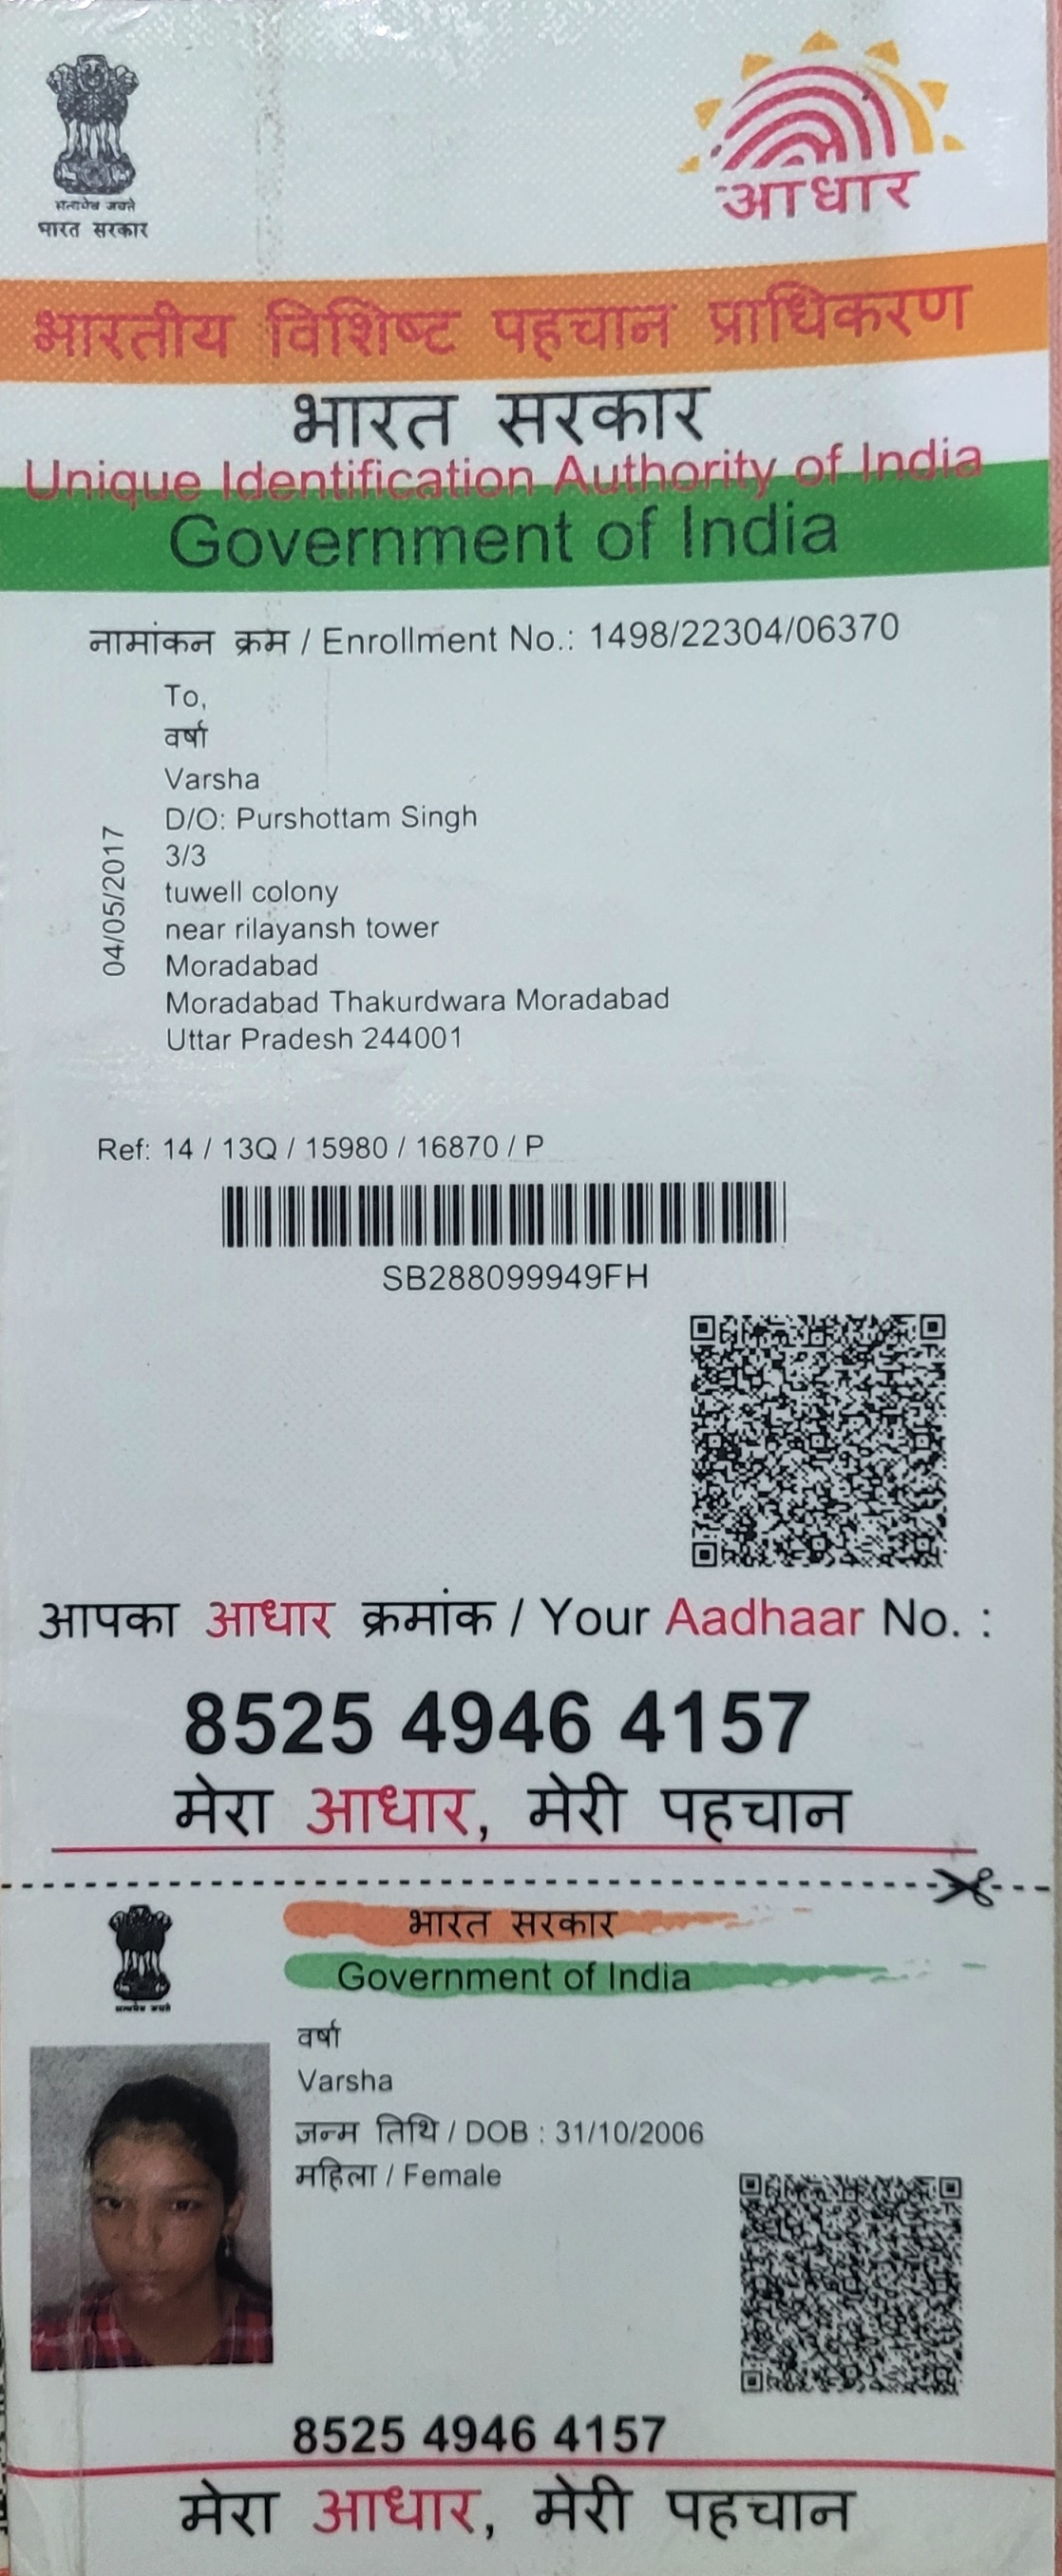 सत्यमेव जयते
भारत सरकार
आधार
भारतीय विशिष्ट पहचान प्राधिकरण
भारत सरकार
Unique Identification Authority of India
Government of India
नामांकन क्रम / Enrollment No.: 1498/22304/06370
To,
वर्षा
Varsha
D/O: Purshottam Singh
3/3
tuwell colony
near rilayansh tower
Moradabad
Moradabad Thakurdwara Moradabad
Uttar Pradesh 244001
04/05/2017
Ref: 14 / 13Q / 15980 / 16870 / P
SB288099949FH
आपका आधार क्रमांक / Your Aadhaar No. :
8525 4946 4157
मेरा आधार, मेरी पहचान
भारत सरकार
Government of India
सत्यमेव जयते
वर्षा
Varsha
जन्म तिथि / DOB : 31/10/2006
महिला / Female
8525 4946 4157
मेरा आधार, मेरी पहचान